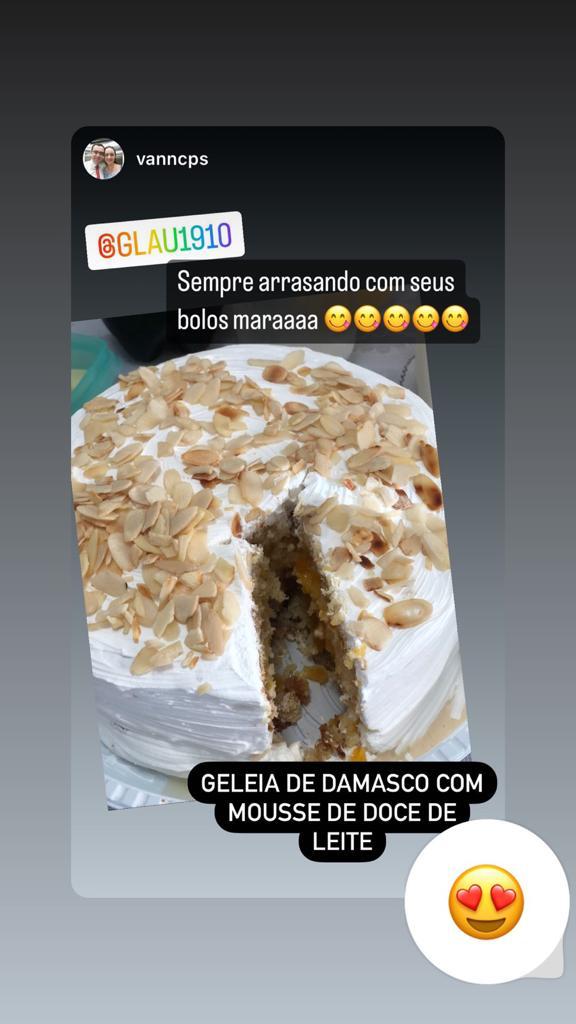 vanncps
@GLAU1910
Sempre arrasando com seus
bolos maraaaa 😋😋😋😋😋
GELEIA DE DAMASCO COM
MOUSSE DE DOCE DE
LEITE